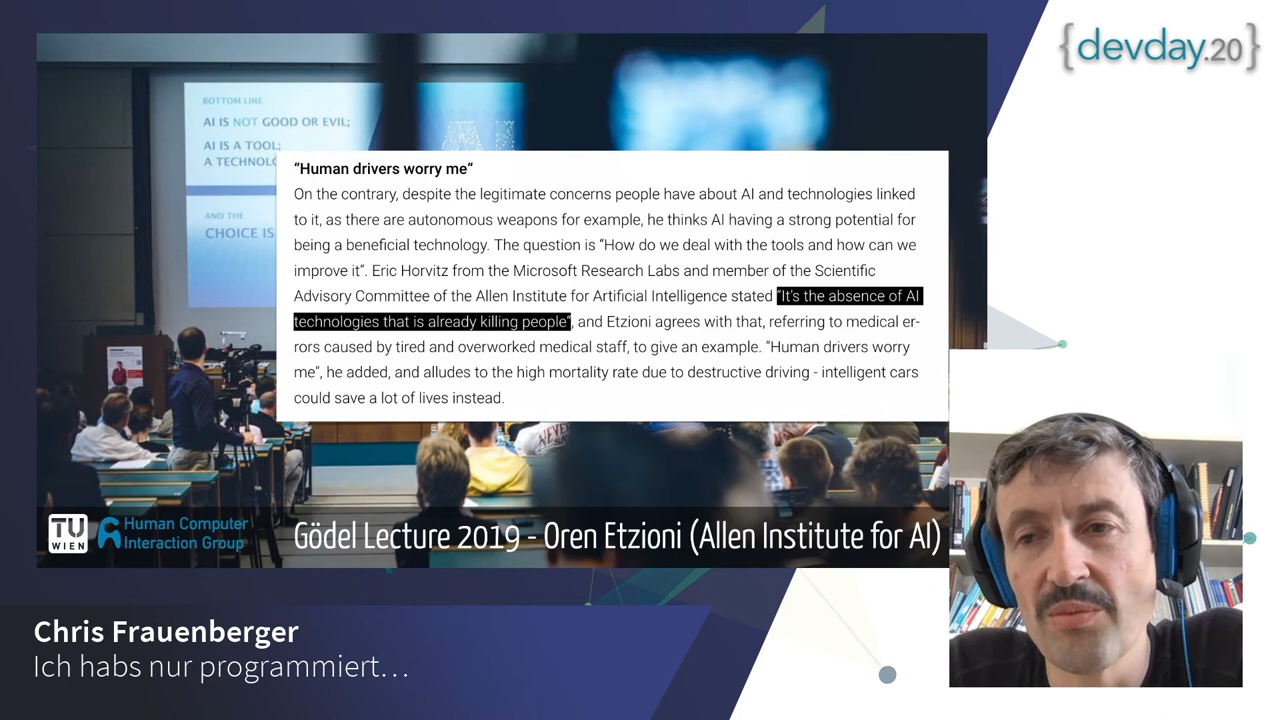 {devday.20}
BOTTOM LINE
AI IS NOT GOOD OR EVIL;
AI IS A TOOL;
A TECHNOLO
AND THE
CHOICE IS
AI
“Human drivers worry me“
On the contrary, despite the legitimate concerns people have about AI and technologies linked
to it, as there are autonomous weapons for example, he thinks AI having a strong potential for
being a beneficial technology. The question is “How do we deal with the tools and how can we
improve it“. Eric Horvitz from the Microsoft Research Labs and member of the Scientific
Advisory Committee of the Allen Institute for Artificial Intelligence stated “It’s the absence of AI
technologies that is already killing people“, and Etzioni agrees with that, referring to medical er-
rors caused by tired and overworked medical staff, to give an example. “Human drivers worry
me“, he added, and alludes to the high mortality rate due to destructive driving - intelligent cars
could save a lot of lives instead.
NEVER
TU
WIEN
Human Computer
Interaction Group
Gödel Lecture 2019 - Oren Etzioni (Allen Institute for AI)
Chris Frauenberger
Ich habs nur programmiert...